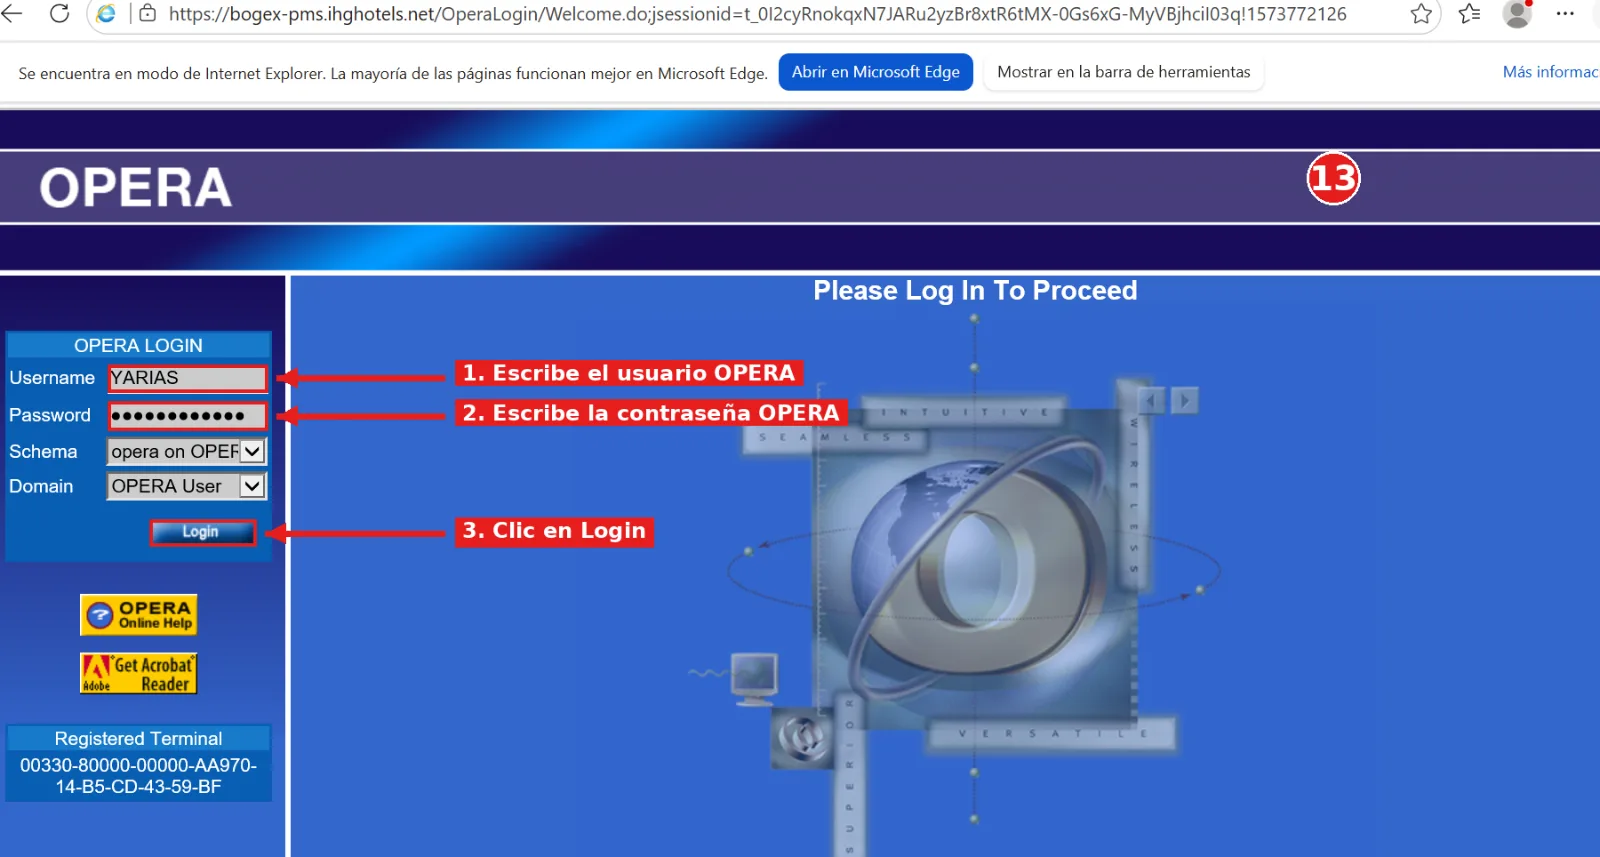 https://bogex-pms.ihghotels.net/OperaLogin/Welcome.do;jsessionid=t_0I2cyRnokqxN7JARu2yzBr8xtR6tMX-0Gs6xG-MyVBjhciI03q!1573772126
Se encuentra en modo de Internet Explorer. La mayoría de las páginas funcionan mejor en Microsoft Edge.
Abrir en Microsoft Edge
Mostrar en la barra de herramientas
Más informac
OPERA
13
Please Log In To Proceed
OPERA LOGIN
Username YARIAS
1. Escribe el usuario OPERA
Password ●●●●●●●●●●●●
2. Escribe la contraseña OPERA
Schema opera on OPER
Domain OPERA User
Login
3. Clic en Login
INTUITIVE
SEAMLESS
WIRELESS
VERSATILE
SUPERIOR
OPERA
Online Help
Get Acrobat
Adobe Reader
Registered Terminal
00330-80000-00000-AA970-
14-B5-CD-43-59-BF